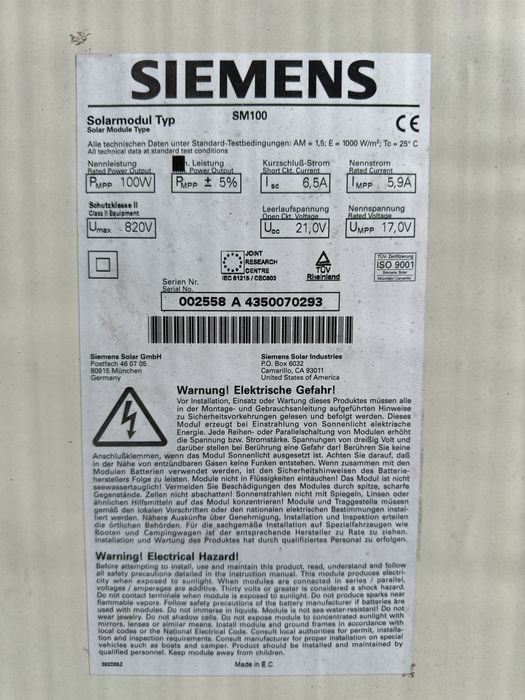 SIEMENS
Solarmodul Typ SM100
Solar Module Type
CE
Alle technischen Daten unter Standard-Testbedingungen: AM = 1,5; E = 1000 W/m²; Tc = 25° C
All technical data at standard test conditions
Nennleistung
Rated Power Output
PMPP 100W
n. Leistung
Power Output
PMPP ± 5%
Kurzschluß-Strom
Short Ckt. Current
Isc 6,5A
Nennstrom
Rated Current
IMPP 5,9A
Schutzklasse II
Class II Equipment
Umax 820V
Leerlaufspannung
Open Ckt. Voltage
Uoc 21,0V
Nennspannung
Rated Voltage
UMPP 17,0V
JOINT
RESEARCH
CENTRE
IEC 61215 / CEC503
TÜV
Rheinland
TÜV-Zertifizierung
ISO 9001
Siemens Solar
München/Camarillo
Serien Nr.
Serial No.
002558 A 4350070293
Siemens Solar GmbH
Postfach 46 07 05
80915 München
Germany
Siemens Solar Industries
P.O. Box 6032
Camarillo, CA 93011
United States of America
Warnung! Elektrische Gefahr!
Vor Installation, Einsatz oder Wartung dieses Produktes müssen alle
in der Montage- und Gebrauchsanleitung aufgeführten Hinweise
zu Sicherheitsvorkehrungen gelesen und befolgt werden. Dieses
Modul erzeugt bei Einstrahlung von Sonnenlicht elektrische
Energie. Jede Reihen- oder Parallelschaltung von Modulen erhöht
die Spannung bzw. Stromstärke. Spannungen von dreißig Volt und
darüber stellen bei Berührung eine Gefahr dar! Berühren Sie keine
Anschlußklemmen, wenn das Modul Sonnenlicht ausgesetzt ist. Achten Sie darauf, daß
in der Nähe von entzündbaren Gasen keine Funken entstehen. Wenn zusammen mit den
Modulen Batterien verwendet werden, ist den Sicherheitshinweisen des Batterie-
herstellers Folge zu leisten. Module nicht in Flüssigkeiten eintauchen! Das Modul ist nicht
seewassertauglich! Vermeiden Sie Beschädigungen des Modules durch spitze, scharfe
Gegenstände. Zellen nicht abschatten! Sonnenstrahlen nicht mit Spiegeln, Linsen oder
ähnlichen Hilfsmitteln auf das Modul konzentrieren! Module und Traggestelle müssen
gemäß den lokalen Vorschriften oder den nationalen elektrischen Bestimmungen instal-
liert werden. Nähere Auskünfte über Genehmigung, Installation und Inspektion erteilen
die örtlichen Behörden. Für die sachgemäße Installation auf Spezialfahrzeugen wie
Booten und Campingwagen ist der entsprechende Hersteller zu Rate zu ziehen.
Installation und Wartung des Produktes hat durch qualifiziertes Personal zu erfolgen.
Warning! Electrical Hazard!
Before attempting to install, use and maintain this product, read, understand and follow
all safety precautions detailed in the instruction manual. This module produces electri-
city when exposed to sunlight. When modules are connected in series / parallel,
voltages / amperages are additive. Thirty volts or greater is considered a shock hazard.
Do not contact terminals when module is exposed to sunlight. Do not produce sparks near
flammable vapors. Follow safety precautions of the battery manufacturer if batteries are
used with modules. Do not immerse in liquids. Module is not sea-water-resistant! Do not
wear jewelry. Do not shadow cells. Do not expose module to concentrated sunlight with
mirrors, lenses or similar means. Install module and ground frames in accordance with
local codes or the National Electrical Code. Consult local authorities for permit, installa-
tion and inspection requirements. Consult manufacturer for proper installation on special
vehicles such as boats and camper. Product should be installed and maintained by
qualified personnel. Keep module away from children.
392D06Z Made in E.C.